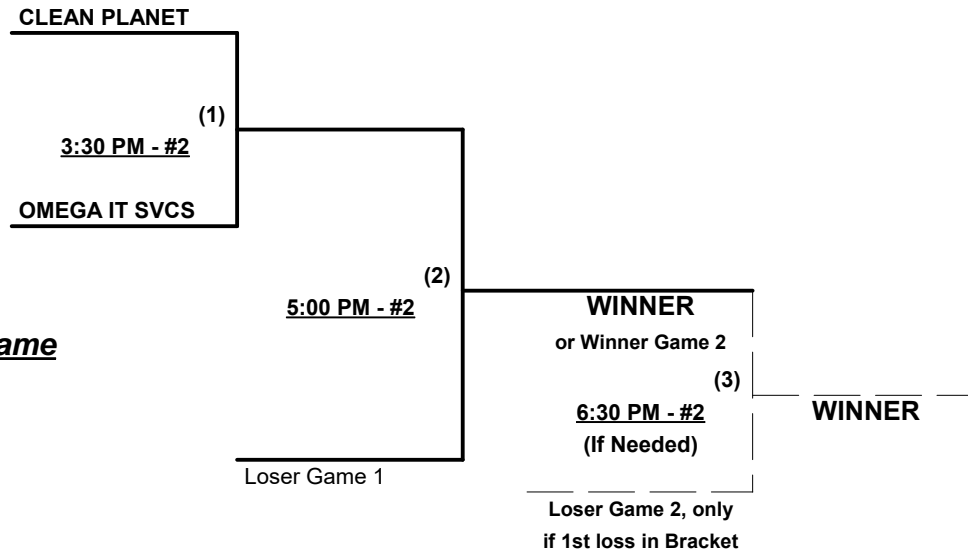 CLEAN PLANET
(1)
3:30 PM - #2
OMEGA IT SVCS
(2)
5:00 PM - #2
ame
Loser Game 1
WINNER
or Winner Game 2
(3)
6:30 PM - #2
(If Needed)
WINNER
Loser Game 2, only
if 1st loss in Bracket